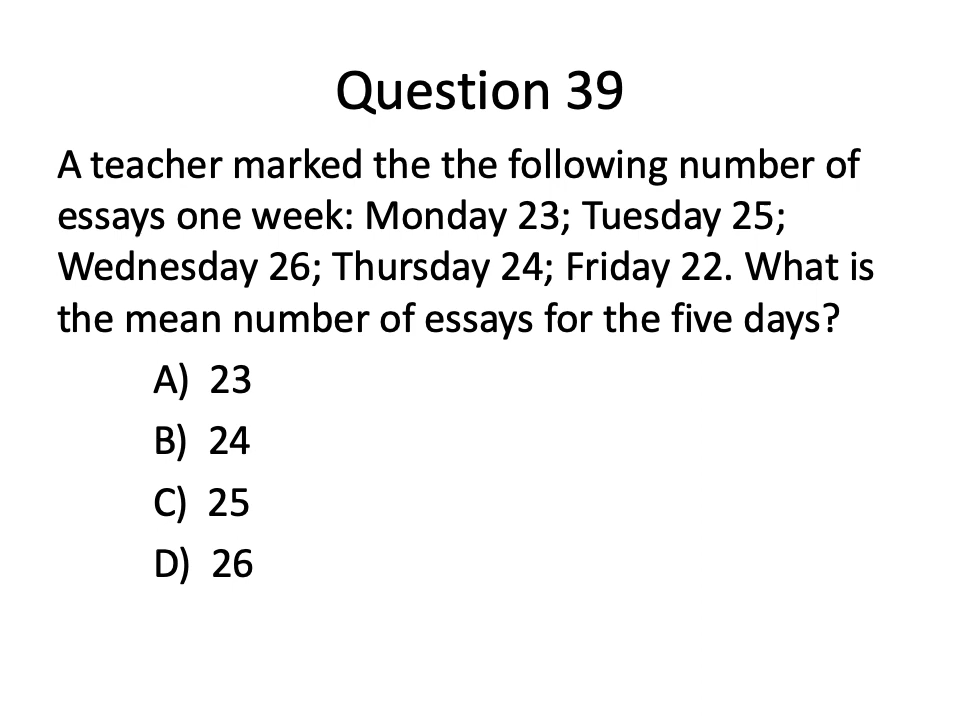 Question 39
A teacher marked the the following number of
essays one week: Monday 23; Tuesday 25;
Wednesday 26; Thursday 24; Friday 22. What is
the mean number of essays for the five days?
A) 23
B) 24
C) 25
D) 26